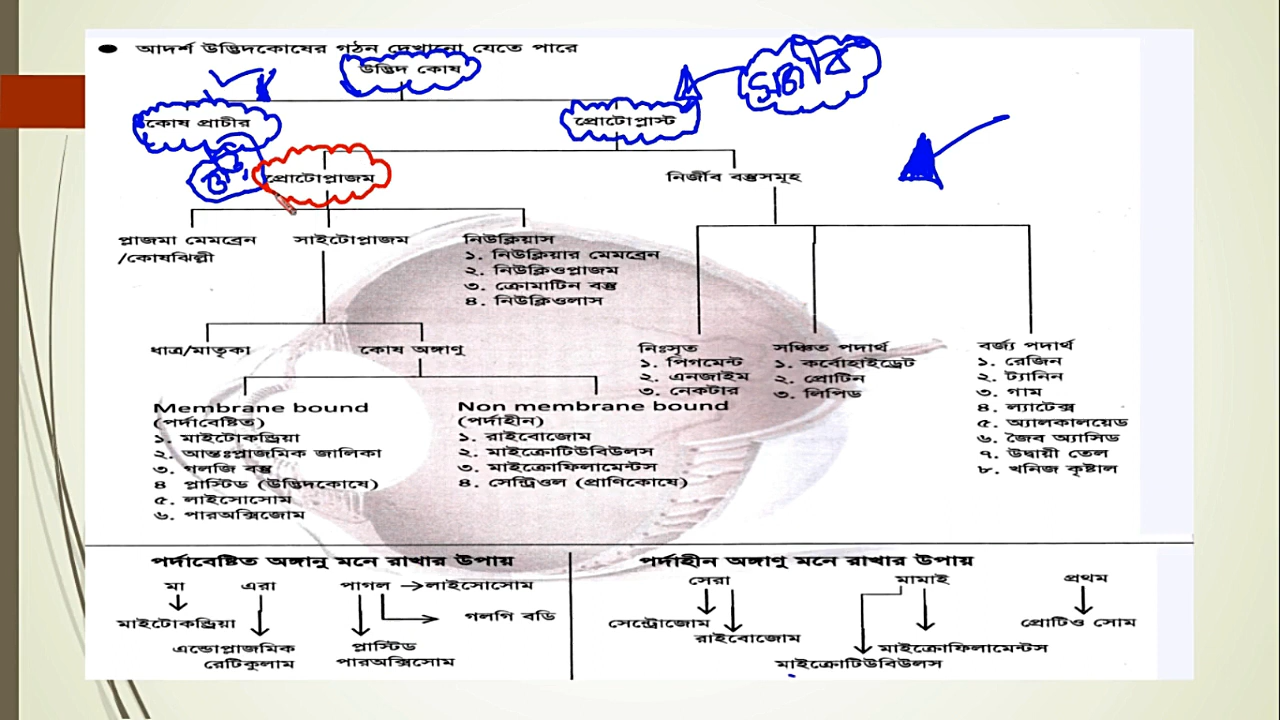 ● আদর্শ উদ্ভিদকোষের গঠন দেখানো যেতে পারে
উদ্ভিদ কোষ
কোষ প্রাচীর
প্রোটোপ্লাস্ট
প্রোটোপ্লাজম
নির্জীব বস্তুসমূহ
প্লাজমা মেমব্রেন
/কোষঝিল্লী
সাইটোপ্লাজম
নিউক্লিয়াস
১. নিউক্লিয়ার মেমব্রেন
২. নিউক্লিওপ্লাজম
৩. ক্রোমাটিন বস্তু
৪. নিউক্লিওলাস
ধাত্র/মাতৃকা
কোষ অঙ্গাণু
নিঃসৃত
১. পিগমেন্ট
২. এনজাইম
৩. নেকটার
সঞ্চিত পদার্থ
১. কর্বোহাইড্রেট
২. প্রোটিন
৩. লিপিড
বর্জ্য পদার্থ
১. রেজিন
২. ট্যানিন
৩. গাম
৪. ল্যাটেক্স
৫. অ্যালকালয়েড
৬. জৈব অ্যাসিড
৭. উদ্বায়ী তেল
৮. খনিজ কৃষ্টাল
Membrane bound
(পর্দাবেষ্টিত)
১. মাইটোকন্ড্রিয়া
২. আন্তঃপ্লাজমিক জালিকা
৩. গলজি বস্তু
৪ প্লাস্টিড (উদ্ভিদকোষে)
৫. লাইসোসোম
৬. পারঅক্সিজোম
Non membrane bound
(পর্দাহীন)
১. রাইবোজোম
২. মাইক্রোটিউবিউলস
৩. মাইক্রোফিলামেন্টস
৪. সেন্ট্রিওল (প্রাণিকোষে)
পর্দাবেষ্টিত অঙ্গানু মনে রাখার উপায়
মা এরা পাগল →লাইসোসোম
গলগি বডি
মাইটোকন্ড্রিয়া
এন্ডোপ্লাজমিক
রেটিকুলাম
প্লাস্টিড
পারঅক্সিসোম
পর্দাহীন অঙ্গাণু মনে রাখার উপায়
সেরা মামাই প্রথম
সেন্ট্রোজোম
রাইবোজোম
মাইক্রোফিলামেন্টস
মাইক্রোটিউবিউলস
প্রোটিও সোম